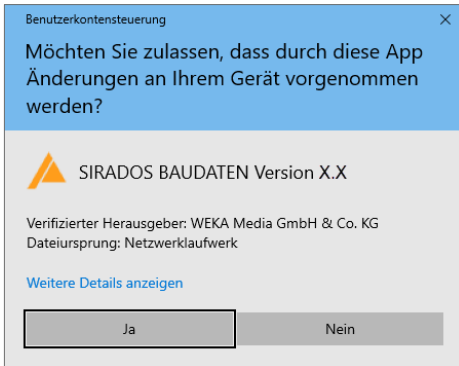 Benutzerkontensteuerung
Möchten Sie zulassen, dass durch diese App
Änderungen an Ihrem Gerät vorgenommen
werden?
SIRADOS BAUDATEN Version X.X
Verifizierter Herausgeber: WEKA Media GmbH & Co. KG
Dateiursprung: Netzwerklaufwerk
Weitere Details anzeigen
Ja
Nein